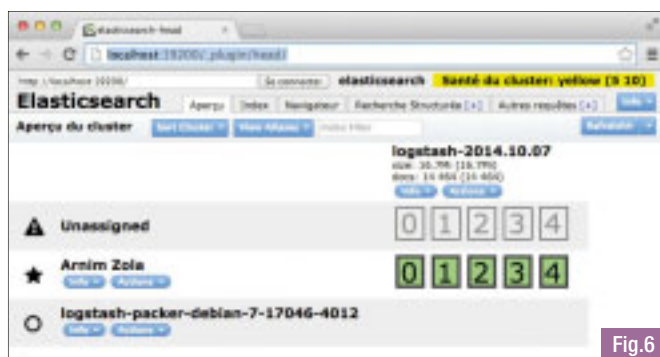 elasticsearch-head
localhost:19200/_plugin/head/
http://localhost:19200/ Se connecter elasticsearch Santé du cluster: yellow (5 10)
Elasticsearch Aperçu Index Navigateur Recherche Structurée [+] Autres requêtes [+] Info
Aperçu du cluster Sort Cluster View Aliases Index Filter Rafraîchir
logstash-2014.10.07
Info Actions
Unassigned 0 1 2 3 4
Arnim Zola 0 1 2 3 4
Info Actions
logstash-packer-debian-7-17046-4012
Info Actions
Fig.6